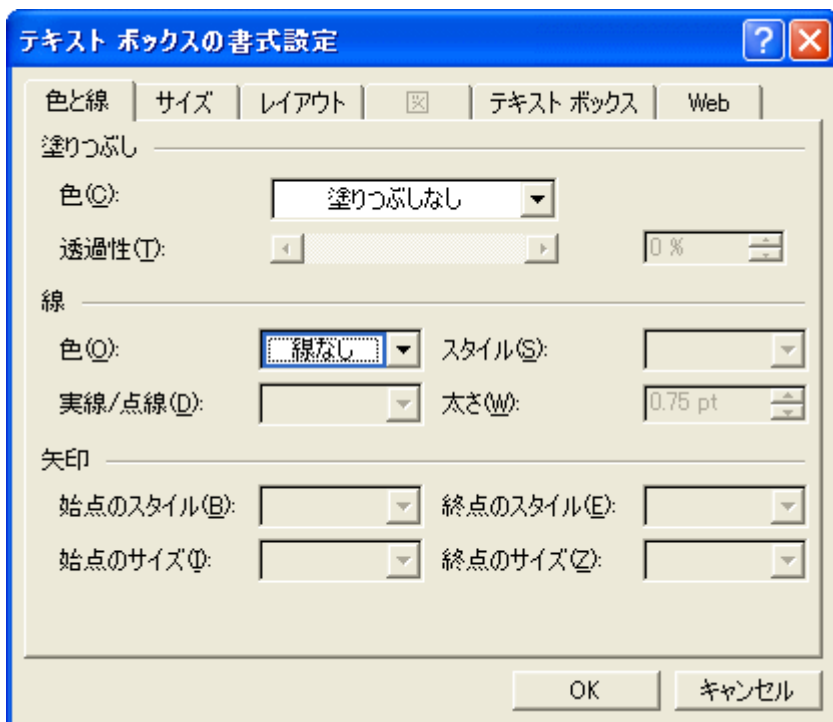 テキスト ボックスの書式設定
色と線 サイズ レイアウト 図 テキスト ボックス Web
塗りつぶし
色(C): 塗りつぶしなし
透過性(T): 0 %
線
色(O): 線なし スタイル(S):
実線/点線(D): 太さ(W): 0.75 pt
矢印
始点のスタイル(B): 終点のスタイル(E):
始点のサイズ(I): 終点のサイズ(Z):
OK キャンセル